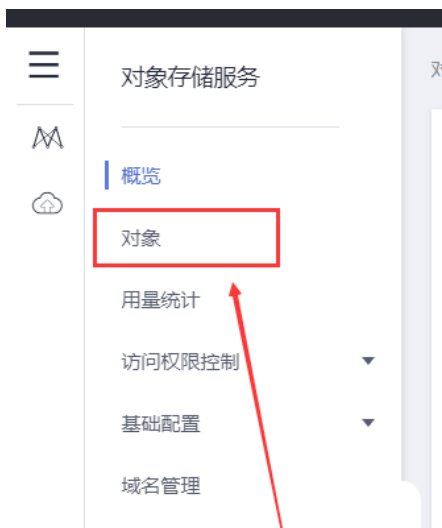 对象存储服务
概览
对象
用量统计
访问权限控制
基础配置
域名管理